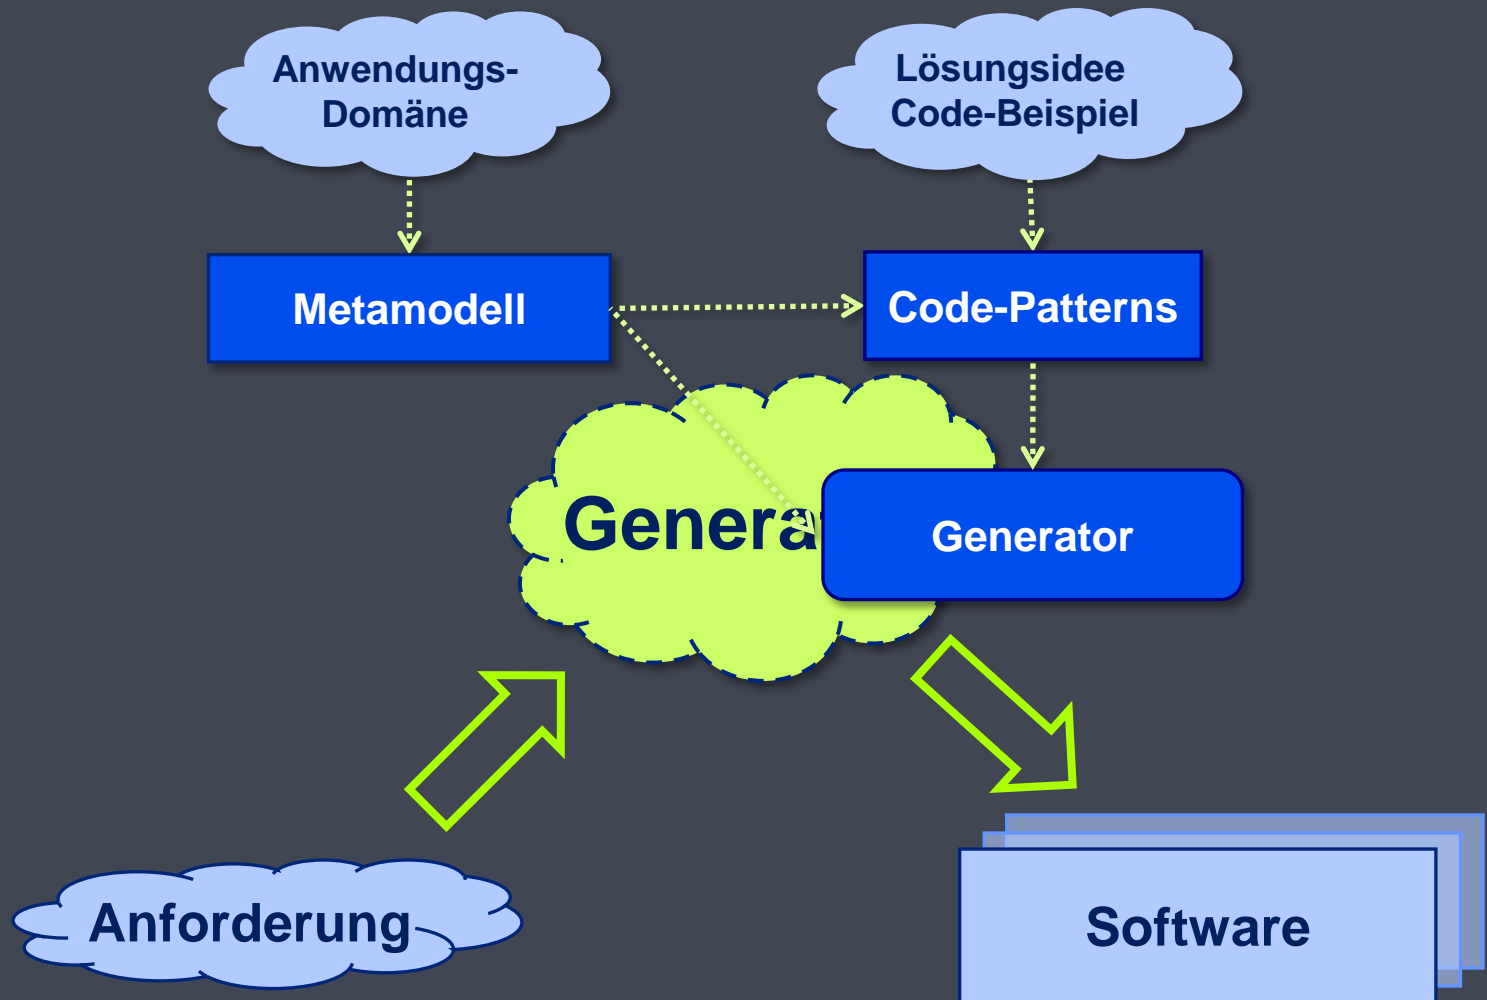 Anwendungs-
Domäne
Lösungsidee
Code-Beispiel
Metamodell
Code-Patterns
Genera
Generator
Anforderung
Software